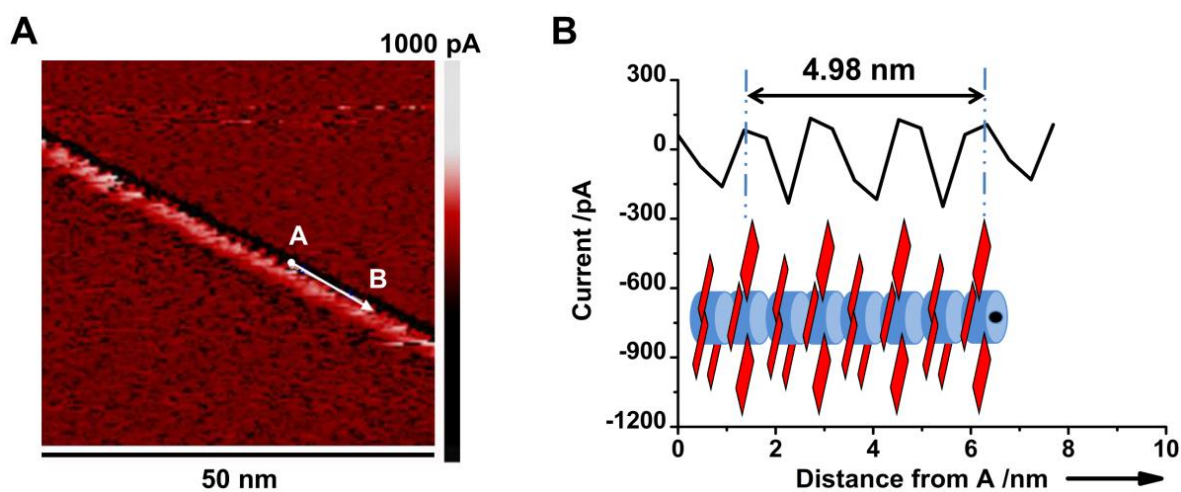 A
1000 pA
A
B
50 nm
B
4.98 nm
300
0
-300
-600
-900
-1200
Current /pA
0 2 4 6 8 10
Distance from A /nm